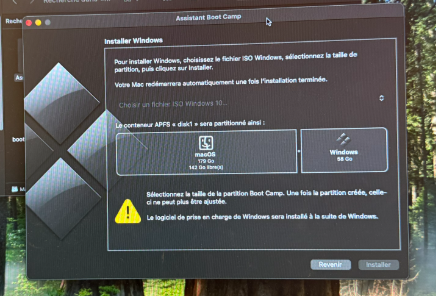 Recherche dans
Assistant Boot Camp
Reche
Installer Windows
Pour installer Windows, choisissez le fichier ISO Windows, sélectionnez la taille de
partition, puis cliquez sur Installer.
Votre Mac redémarrera automatiquement une fois l'installation terminée.
Choisir un fichier ISO Windows 10...
Le conteneur APFS « disk1 » sera partitionné ainsi :
boot
macOS
179 Go
142 Go libre(s)
Windows
Sélectionnez la taille de la partition Boot Camp. Une fois la partition créée, celle-
ci ne peut plus être ajustée.
Le logiciel de prise en charge de Windows sera installé à la suite de Windows.
Revenir
Installer